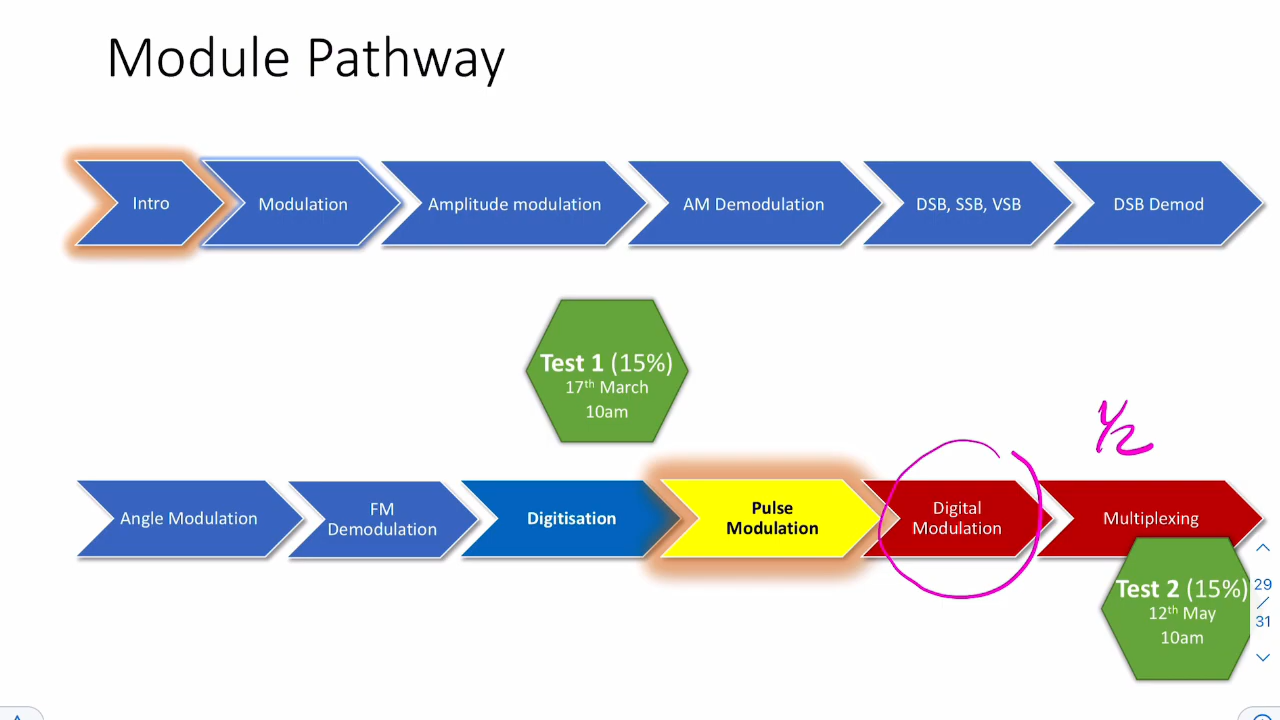 Module Pathway
Intro
Modulation
Amplitude modulation
AM Demodulation
DSB, SSB, VSB
DSB Demod
Test 1 (15%)
17th March
10am
1/2
Angle Modulation
FM
Demodulation
Digitisation
Pulse
Modulation
Digital
Modulation
Multiplexing
Test 2 (15%)
12th May
10am
29
/
31